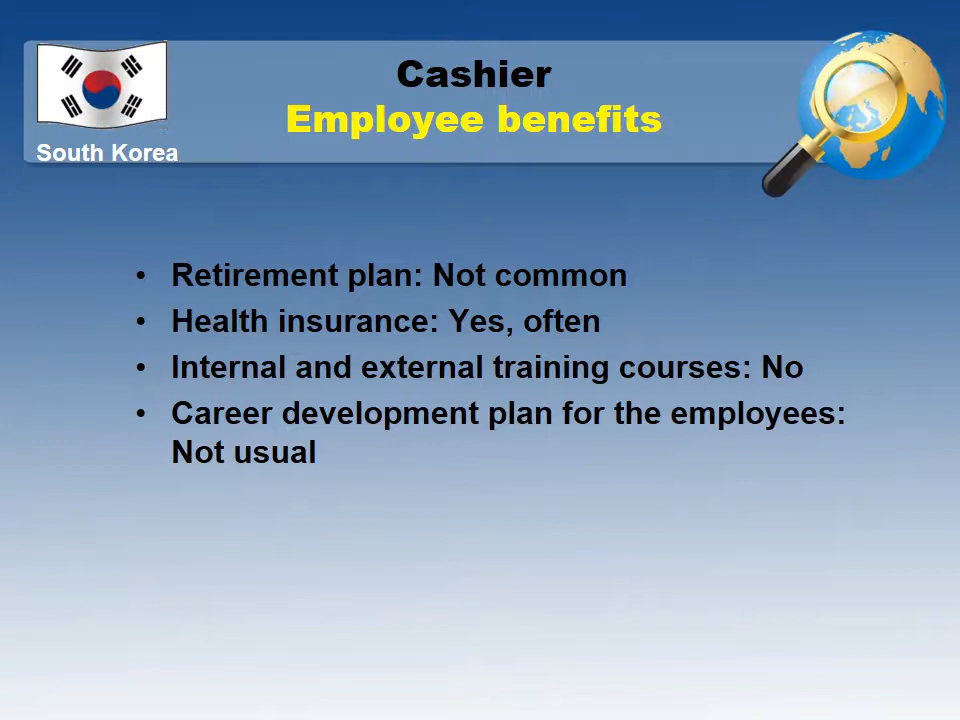 Cashier
Employee benefits
South Korea
• Retirement plan: Not common
• Health insurance: Yes, often
• Internal and external training courses: No
• Career development plan for the employees:
Not usual